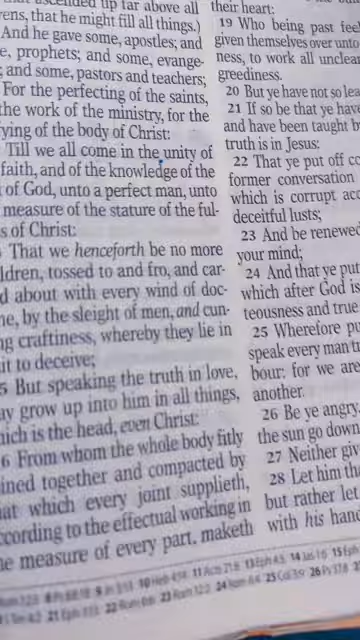 ascended up far above all
ens, that he might fill all things.)
And he gave some, apostles; and
e, prophets; and some, evange-
; and some, pastors and teachers;
For the perfecting of the saints,
the work of the ministry, for the
fying of the body of Christ:
Till we all come in the unity of
faith, and of the knowledge of the
of God, unto a perfect man, unto
measure of the stature of the ful-
s of Christ:
That we henceforth be no more
ldren, tossed to and fro, and car-
d about with every wind of doc-
ne, by the sleight of men, and cun-
ng craftiness, whereby they lie in
it to deceive;
5 But speaking the truth in love,
ay grow up into him in all things,
hich is the head, even Christ:
6 From whom the whole body fitly
ined together and compacted by
at which every joint supplieth,
ccording to the effectual working in
e measure of every part, maketh
their heart:
19 Who being past feel
given themselves over unto
ness, to work all unclean
greediness.
20 But ye have not so lea
21 If so be that ye hav
and have been taught b
truth is in Jesus:
22 That ye put off co
former conversation
which is corrupt acc
deceitful lusts;
23 And be renewed
your mind;
24 And that ye put
which after God is
teousness and true
25 Wherefore pu
speak every man tr
bour: for we are
another.
26 Be ye angry,
the sun go down
27 Neither giv
28 Let him th
but rather let
with his hand